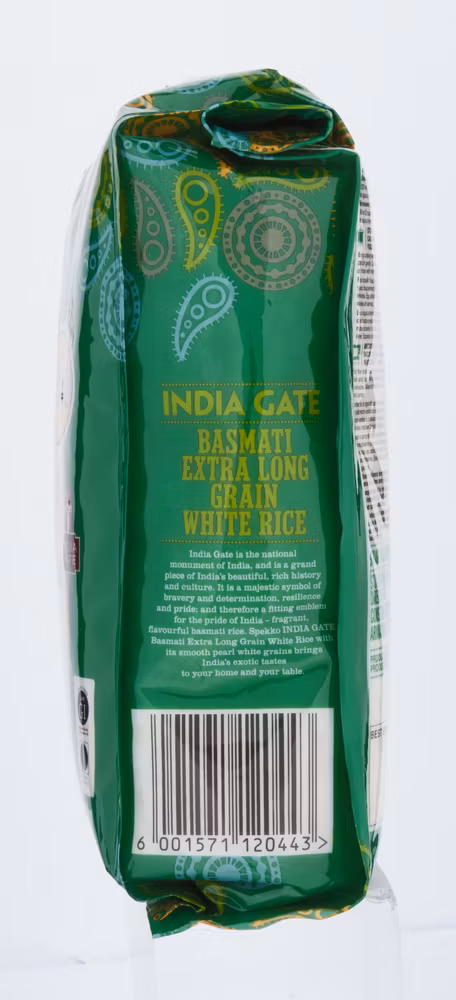 INDIA GATE
BASMATI
EXTRA LONG
GRAIN
WHITE RICE
India Gate is the national
monument of India, and is a grand
piece of India's beautiful, rich history
and culture. It is a majestic symbol of
bravery and determination, resilience
and pride; and therefore a fitting emblem
for the pride of India – fragrant,
flavourful basmati rice. Spekko INDIA GATE
Basmati Extra Long Grain White Rice with
its smooth pearl white grains brings
India's exotic tastes
to your home and your table.
6 001571 120443 >